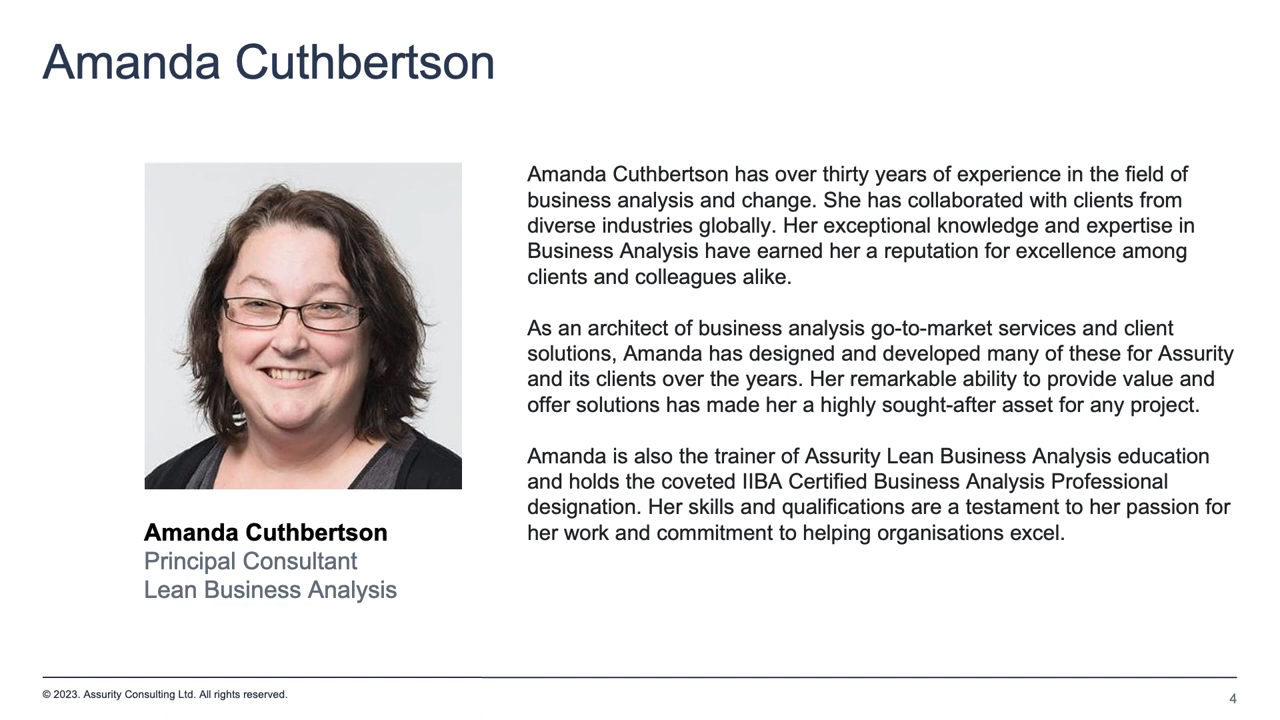 Amanda Cuthbertson
Amanda Cuthbertson has over thirty years of experience in the field of
business analysis and change. She has collaborated with clients from
diverse industries globally. Her exceptional knowledge and expertise in
Business Analysis have earned her a reputation for excellence among
clients and colleagues alike.
As an architect of business analysis go-to-market services and client
solutions, Amanda has designed and developed many of these for Assurity
and its clients over the years. Her remarkable ability to provide value and
offer solutions has made her a highly sought-after asset for any project.
Amanda is also the trainer of Assurity Lean Business Analysis education
and holds the coveted IIBA Certified Business Analysis Professional
designation. Her skills and qualifications are a testament to her passion for
her work and commitment to helping organisations excel.
Amanda Cuthbertson
Principal Consultant
Lean Business Analysis
© 2023. Assurity Consulting Ltd. All rights reserved.
4